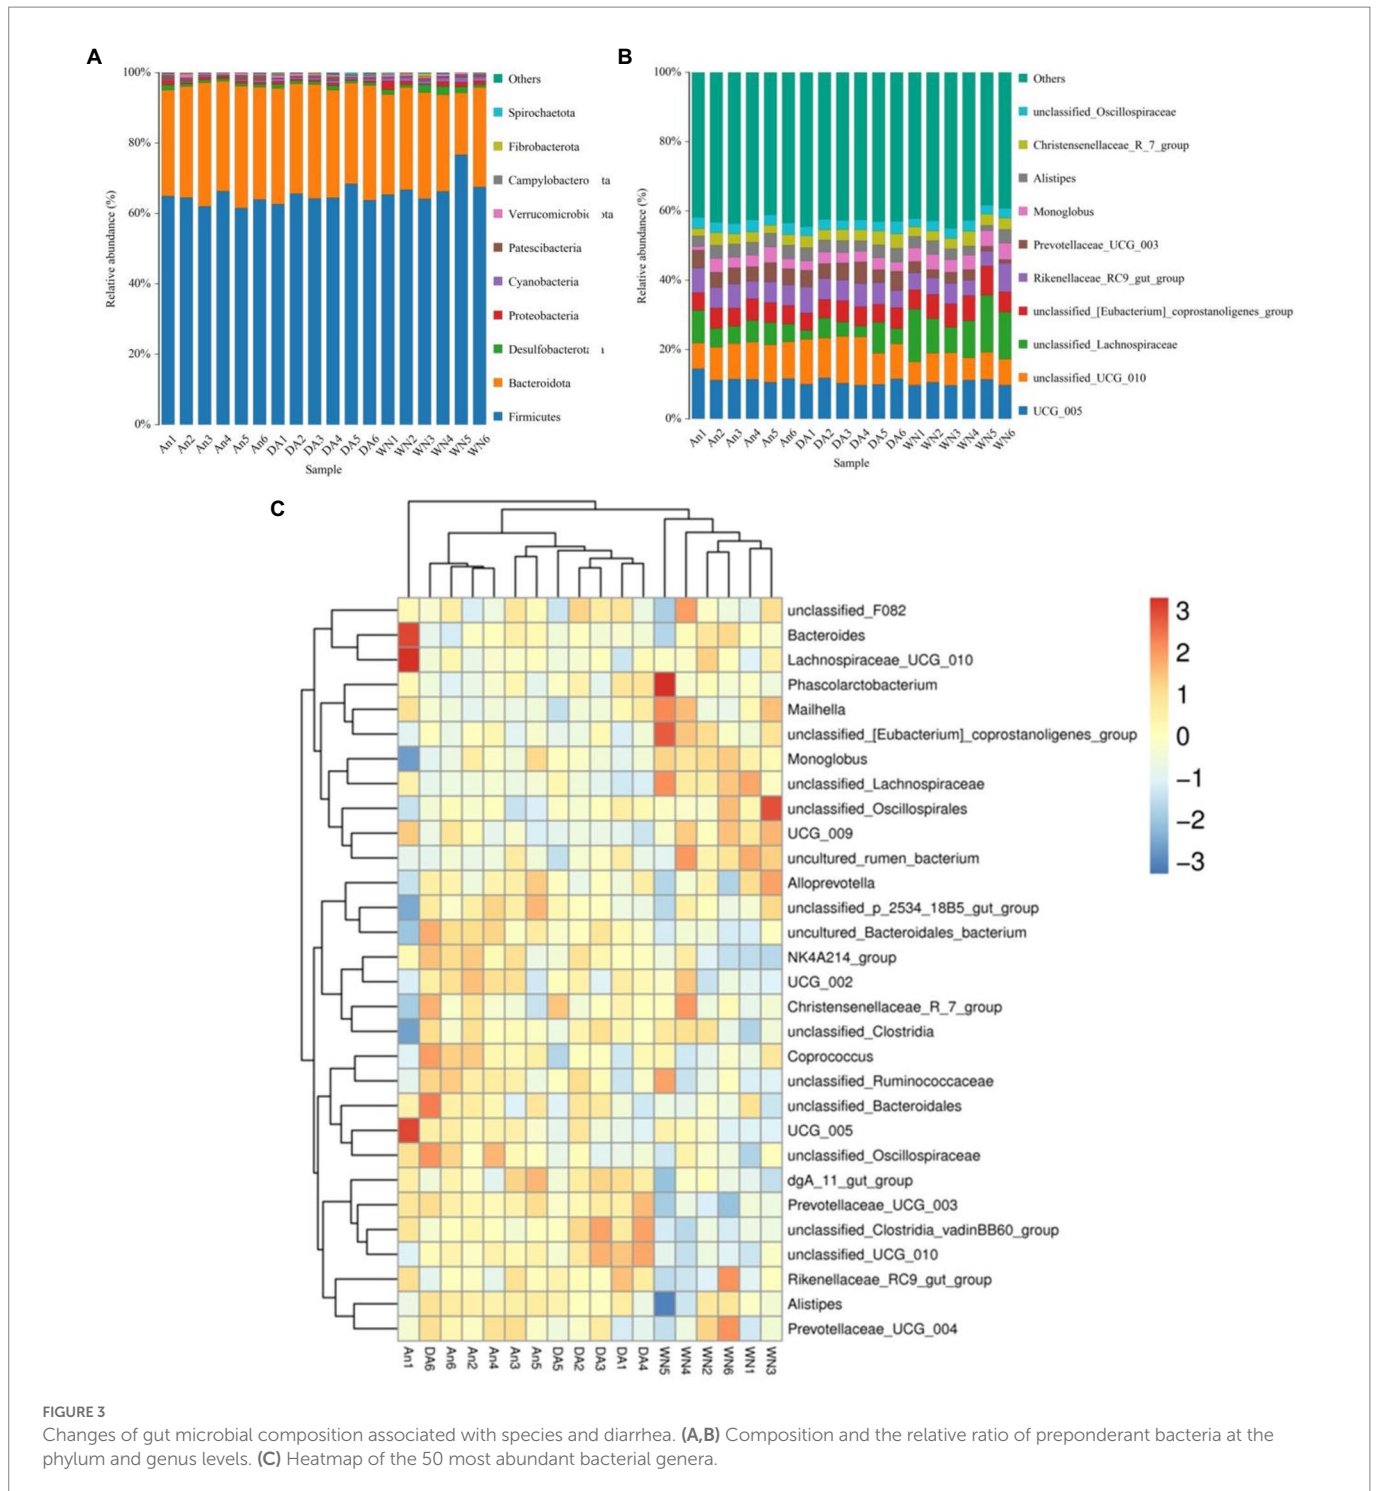 A
Relative abundance (%)
100%
80%
60%
40%
20%
0%
An1 An2 An3 An4 An5 An6 DA1 DA2 DA3 DA4 DA5 DA6 WN1 WN2 WN3 WN4 WN5 WN6
Sample
Others
Spirochaetota
Fibrobacterota
Campylobactero ta
Verrucomicrobi ota
Patescibacteria
Cyanobacteria
Proteobacteria
Desulfobacterot
Bacteroidota
Firmicutes
B
Relative abundance (%)
100%
80%
60%
40%
20%
0%
An1 An2 An3 An4 An5 An6 DA1 DA2 DA3 DA4 DA5 DA6 WN1 WN2 WN3 WN4 WN5 WN6
Sample
Others
unclassified_Oscillospiraceae
Christensenellaceae_R_7_group
Alistipes
Monoglobus
Prevotellaceae_UCG_003
Rikenellaceae_RC9_gut_group
unclassified_[Eubacterium]_coprostanoligenes_group
unclassified_Lachnospiraceae
unclassified_UCG_010
UCG_005
C
unclassified_F082
Bacteroides
Lachnospiraceae_UCG_010
Phascolarctobacterium
Mailhella
unclassified_[Eubacterium]_coprostanoligenes_group
Monoglobus
unclassified_Lachnospiraceae
unclassified_Oscillospirales
UCG_009
uncultured_rumen_bacterium
Alloprevotella
unclassified_p_2534_18B5_gut_group
uncultured_Bacteroidales_bacterium
NK4A214_group
UCG_002
Christensenellaceae_R_7_group
unclassified_Clostridia
Coprococcus
unclassified_Ruminococcaceae
unclassified_Bacteroidales
UCG_005
unclassified_Oscillospiraceae
dgA_11_gut_group
Prevotellaceae_UCG_003
unclassified_Clostridia_vadinBB60_group
unclassified_UCG_010
Rikenellaceae_RC9_gut_group
Alistipes
Prevotellaceae_UCG_004
An1 DA6 An6 An2 An4 An3 An5 DA5 DA2 DA3 DA1 DA4 WN5 WN4 WN2 WN6 WN1 WN3
3
2
1
0
−1
−2
−3
FIGURE 3
Changes of gut microbial composition associated with species and diarrhea. (A,B) Composition and the relative ratio of preponderant bacteria at the
phylum and genus levels. (C) Heatmap of the 50 most abundant bacterial genera.